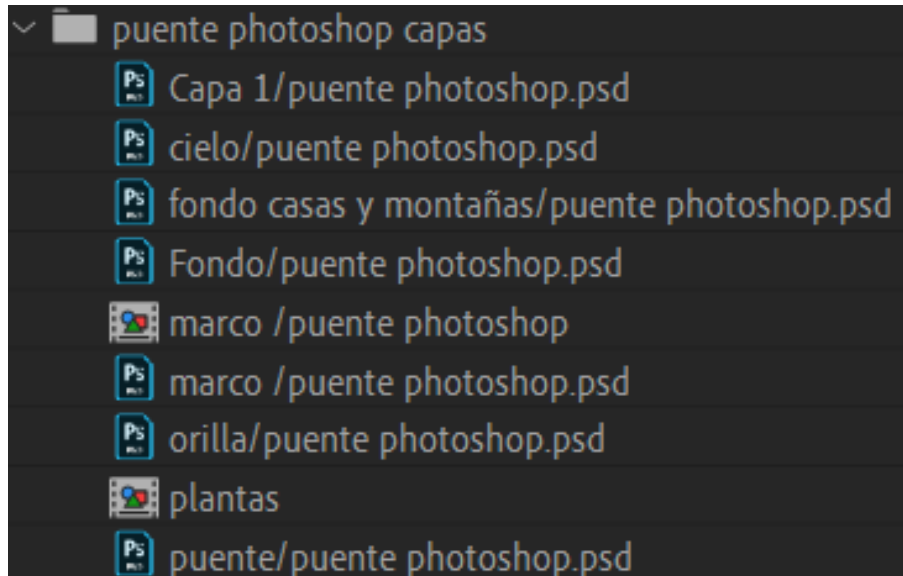 puente photoshop capas
Capa 1/puente photoshop.psd
cielo/puente photoshop.psd
fondo casas y montañas/puente photoshop.psd
Fondo/puente photoshop.psd
marco /puente photoshop
marco /puente photoshop.psd
orilla/puente photoshop.psd
plantas
puente/puente photoshop.psd